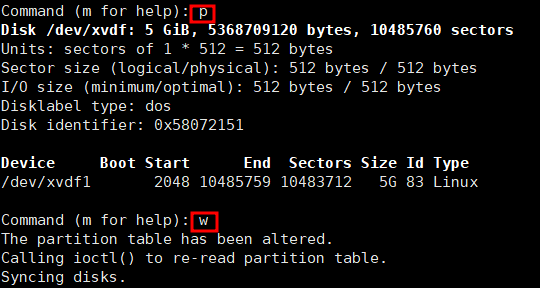 Command (m for help): p
Disk /dev/xvdf: 5 GiB, 5368709120 bytes, 10485760 sectors
Units: sectors of 1 * 512 = 512 bytes
Sector size (logical/physical): 512 bytes / 512 bytes
I/O size (minimum/optimal): 512 bytes / 512 bytes
Disklabel type: dos
Disk identifier: 0x58072151
Device Boot Start End Sectors Size Id Type
/dev/xvdf1 2048 10485759 10483712 5G 83 Linux
Command (m for help): w
The partition table has been altered.
Calling ioctl() to re-read partition table.
Syncing disks.